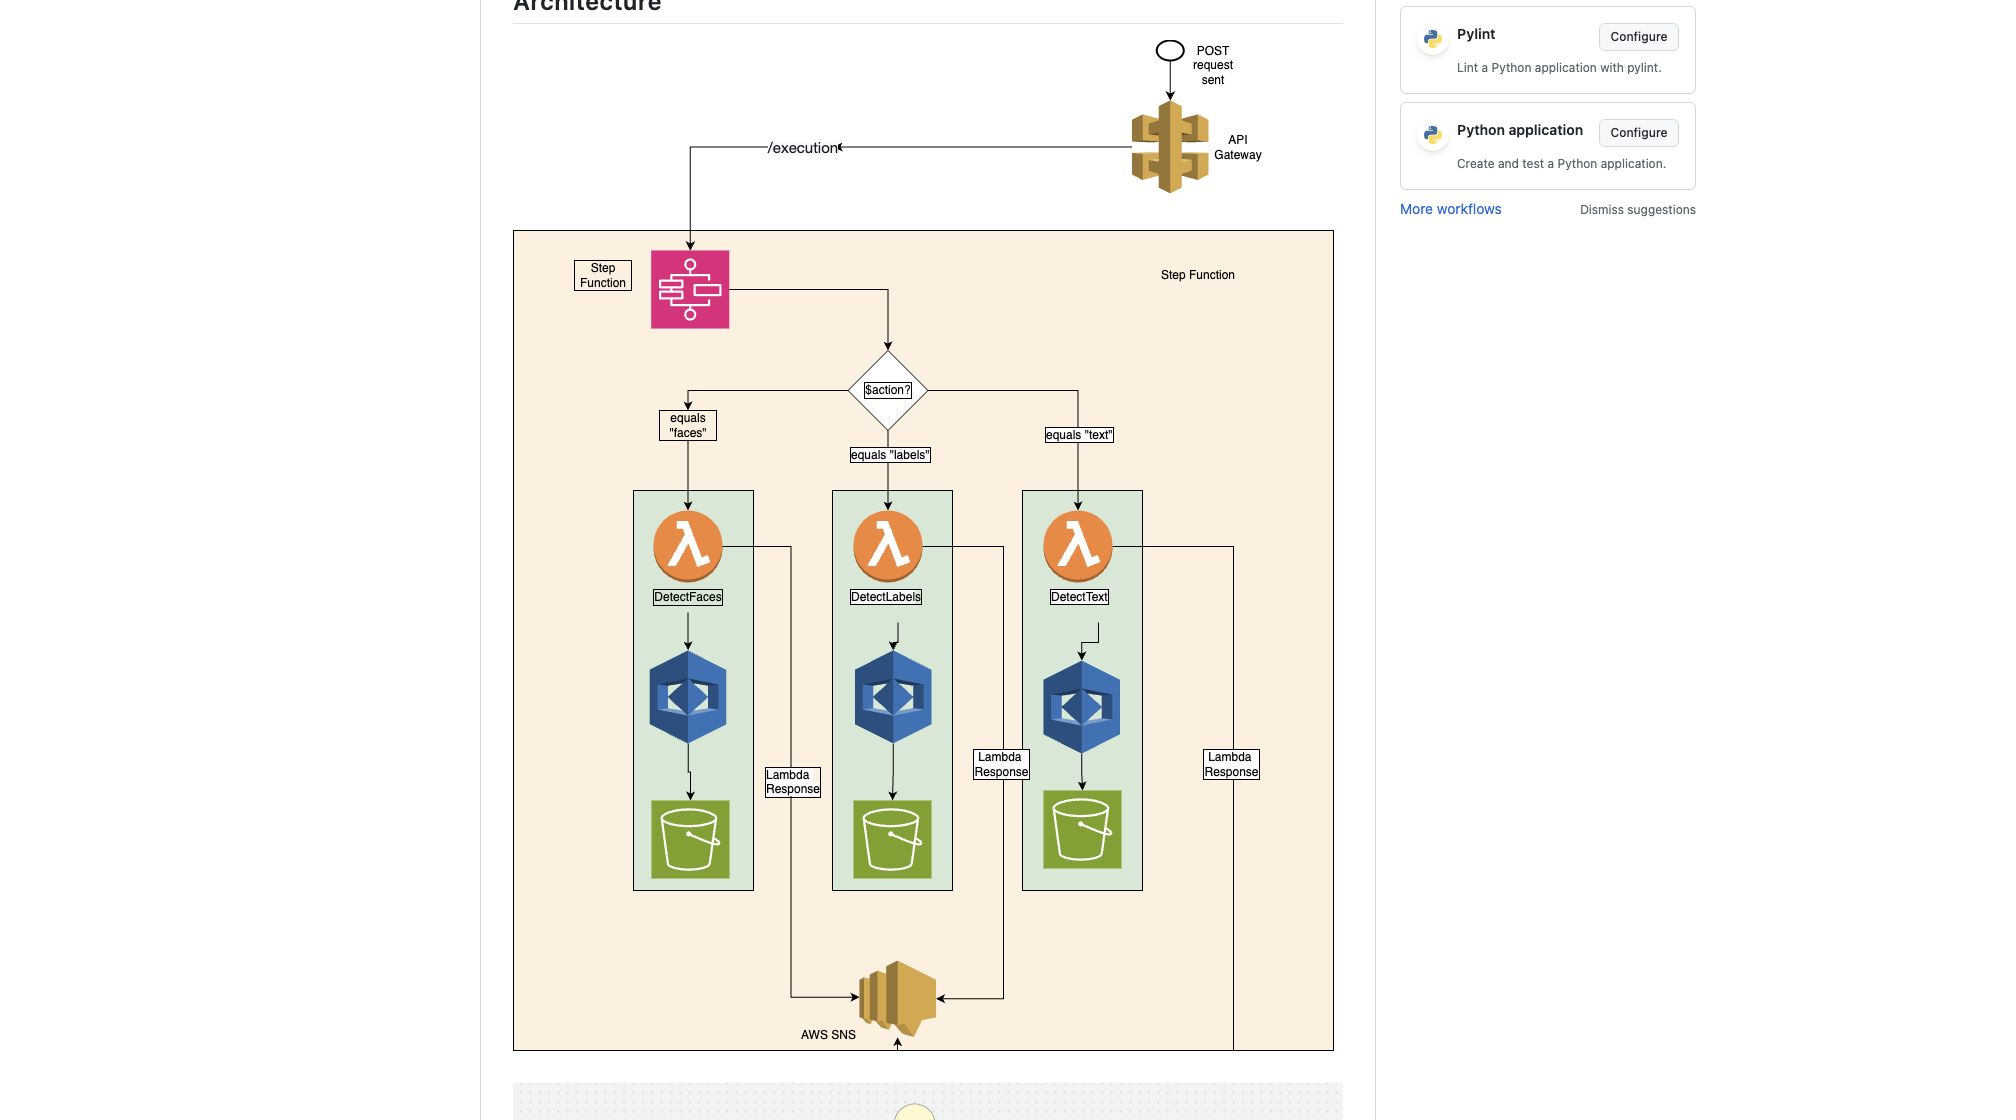 Architecture
POST
request
sent
API
Gateway
/execution
Step
Function
Step Function
$action?
equals
"faces"
equals "labels"
equals "text"
DetectFaces
DetectLabels
DetectText
Lambda
Response
Lambda
Response
Lambda
Response
AWS SNS
Pylint
Configure
Lint a Python application with pylint.
Python application
Configure
Create and test a Python application.
More workflows
Dismiss suggestions